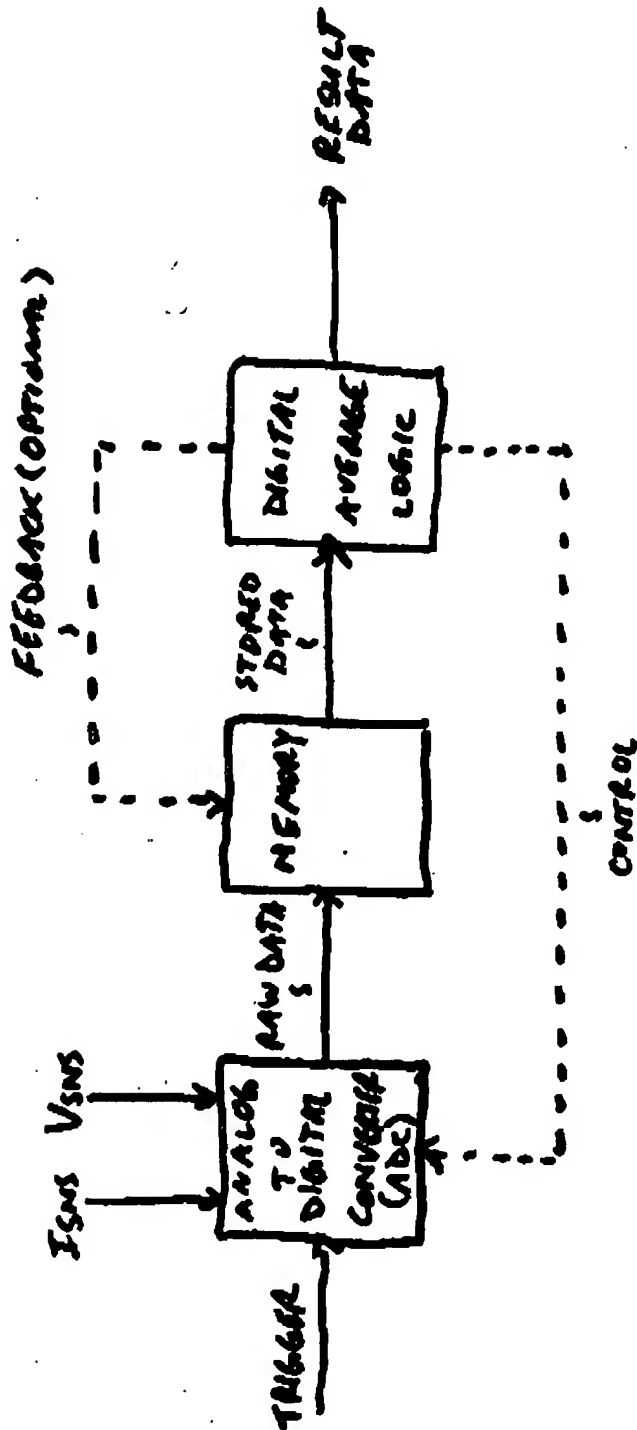 FEEDBACK (OPTIONAL)
ISNS
VSNS
TRIGGER
ANALOG
TO
DIGITAL
CONVERTER
(ADC)
RAW DATA
MEMORY
STORED
DATA
DIGITAL
AVERAGE
LOGIC
RESULT
DATA
CONTROL